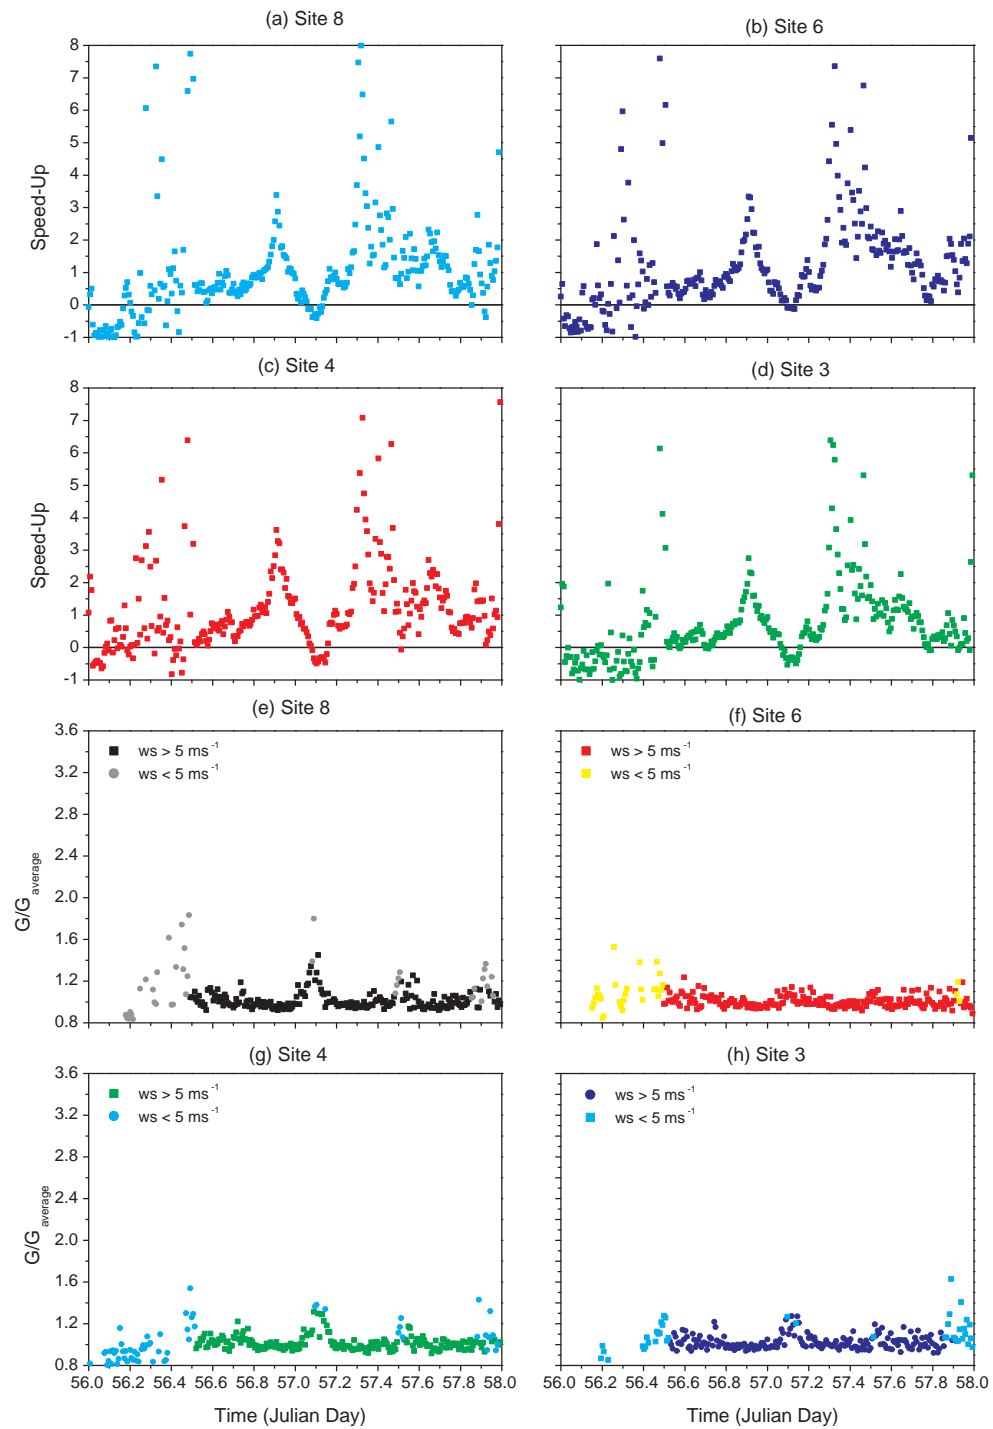 (a) Site 8
(b) Site 6
8
7
6
5
4
3
2
1
0
-1
Speed-Up
(c) Site 4
(d) Site 3
8
7
6
5
4
3
2
1
0
-1
Speed-Up
(e) Site 8
(f) Site 6
3.6
3.2
2.8
2.4
2.0
1.6
1.2
0.8
G/G average
ws > 5 ms-1
ws < 5 ms-1
ws > 5 ms-1
ws < 5 ms-1
(g) Site 4
(h) Site 3
3.6
3.2
2.8
2.4
2.0
1.6
1.2
0.8
G/G average
ws > 5 ms-1
ws < 5 ms-1
ws > 5 ms-1
ws < 5 ms-1
56.0 56.2 56.4 56.6 56.8 57.0 57.2 57.4 57.6 57.8 58.0
56.0 56.2 56.4 56.6 56.8 57.0 57.2 57.4 57.6 57.8 58.0
Time (Julian Day)
Time (Julian Day)